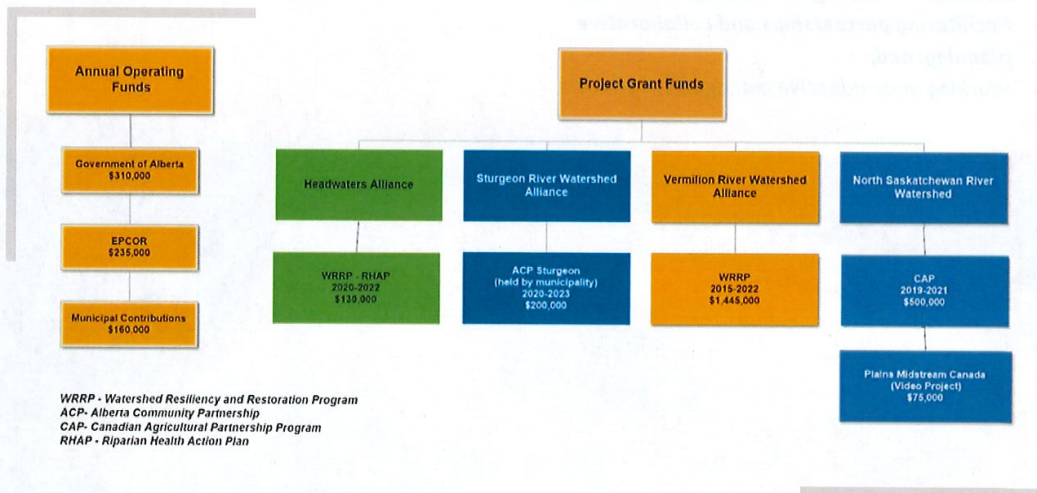 Annual Operating
Funds
Government of Alberta
$310,000
EPCOR
$235,000
Municipal Contributions
$160,000
Project Grant Funds
Headwaters Alliance
WRRP - RHAP
2020-2022
$130,000
Sturgeon River Watershed
Alliance
ACP Sturgeon
(held by municipality)
2020-2023
$200,000
Vermilion River Watershed
Alliance
WRRP
2015-2022
$1,445,000
North Saskatchewan River
Watershed
CAP
2019-2021
$500,000
Plains Midstream Canada
(Video Project)
$75,000
WRRP - Watershed Resiliency and Restoration Program
ACP- Alberta Community Partnership
CAP- Canadian Agricultural Partnership Program
RHAP - Riparian Health Action Plan